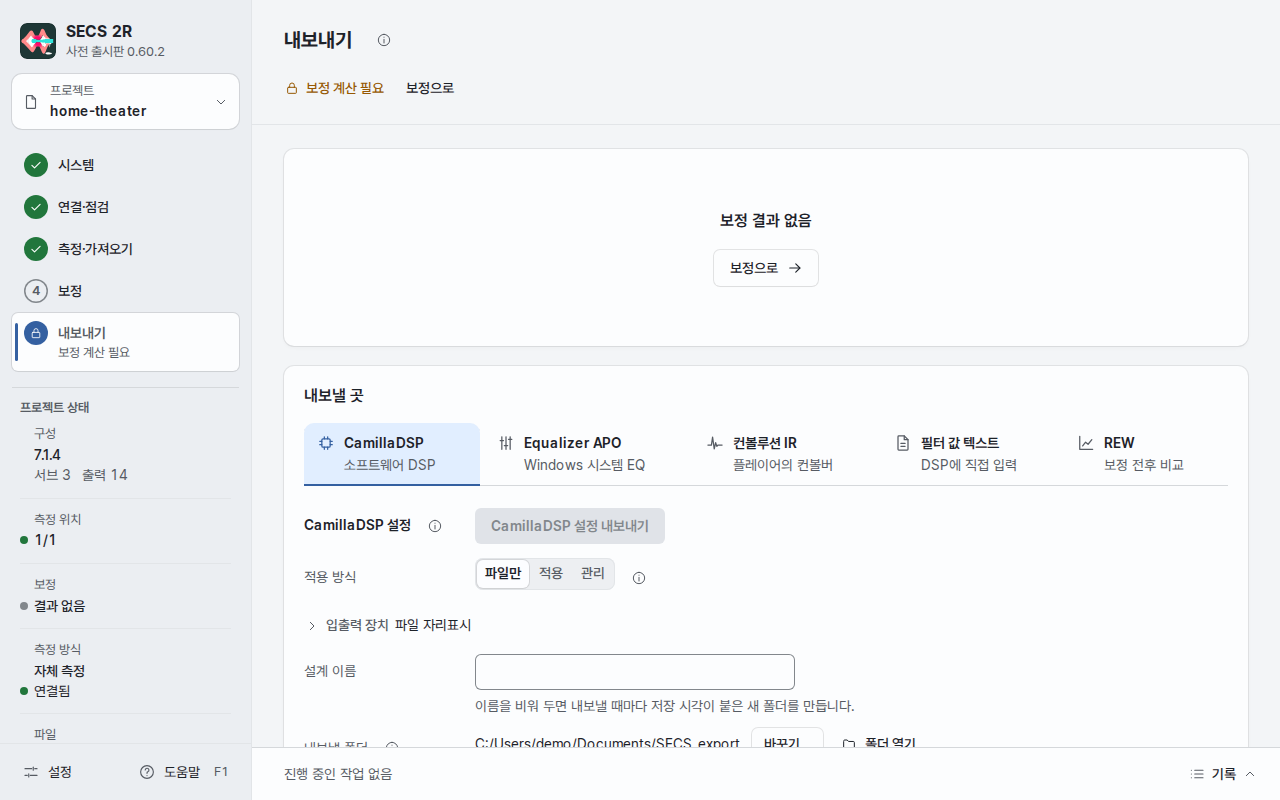 SECS 2R
사전 출시판 0.60.2
프로젝트
home-theater
시스템
연결·점검
측정·가져오기
4 보정
내보내기
보정 계산 필요
프로젝트 상태
구성
7.1.4
서브 3 출력 14
측정 위치
1/1
보정
결과 없음
측정 방식
자체 측정
연결됨
파일
설정
도움말 F1
내보내기
보정 계산 필요 보정으로
보정 결과 없음
보정으로
내보낼 곳
CamillaDSP
소프트웨어 DSP
Equalizer APO
Windows 시스템 EQ
컨볼루션 IR
플레이어의 컨볼버
필터 값 텍스트
DSP에 직접 입력
REW
보정 전후 비교
CamillaDSP 설정 CamillaDSP 설정 내보내기
적용 방식 파일만 적용 관리
입출력 장치 파일 자리표시
설계 이름
이름을 비워 두면 내보낼 때마다 저장 시각이 붙은 새 폴더를 만듭니다.
내보낼 폴더 C:/Users/demo/Documents/SECS_export 바꾸기... 폴더 열기
진행 중인 작업 없음
기록